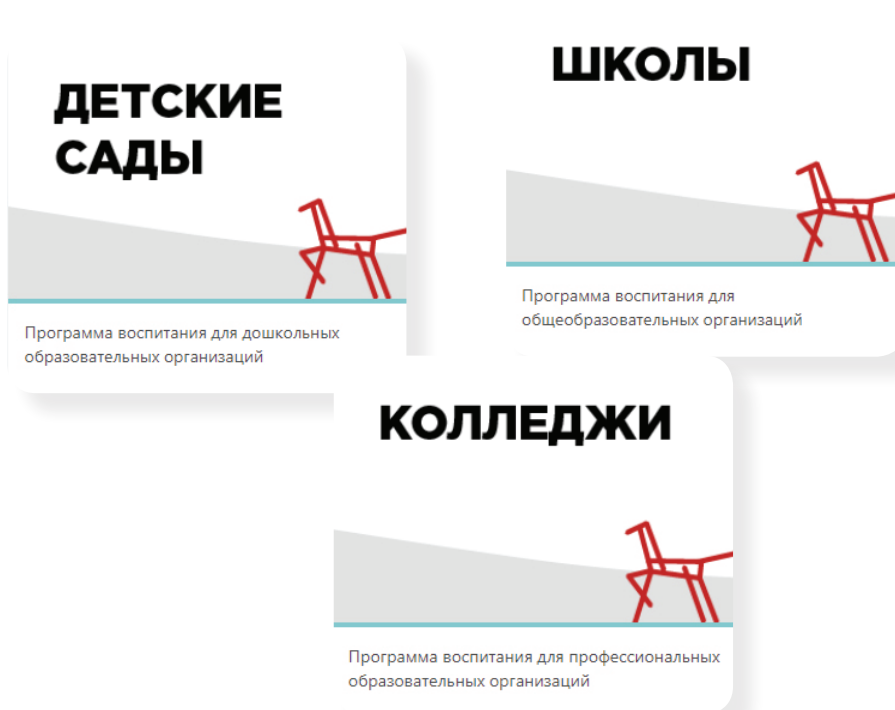 ДЕТСКИЕ
САДЫ
Программа воспитания для дошкольных
образовательных организаций
ШКОЛЫ
Программа воспитания для
общеобразовательных организаций
КОЛЛЕДЖИ
Программа воспитания для профессиональных
образовательных организаций